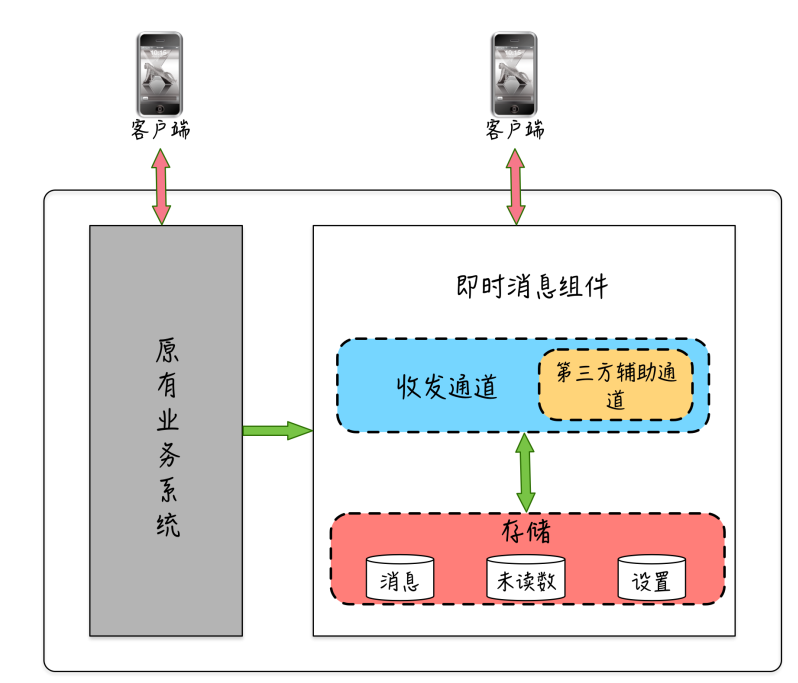 客户端
客户端
原有业务系统
即时消息组件
收发通道
第三方辅助通
道
存储
消息
未读数
设置